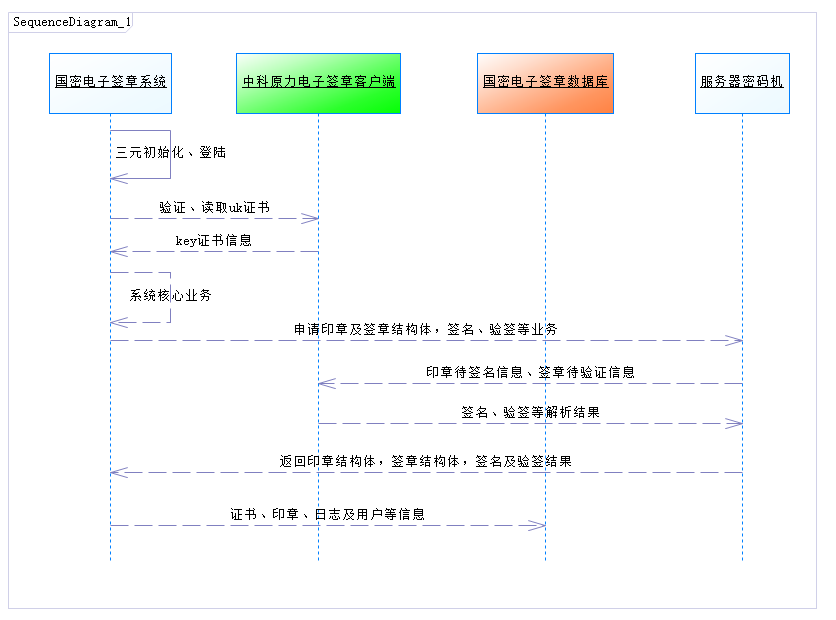 SequenceDiagram_1
国密电子签章系统
中科原力电子签章客户端
国密电子签章数据库
服务器密码机
三元初始化、登陆
验证、读取uk证书
key证书信息
系统核心业务
申请印章及签章结构体，签名、验签等业务
印章待签名信息、签章待验证信息
签名、验签等解析结果
返回印章结构体，签章结构体，签名及验签结果
证书、印章、日志及用户等信息